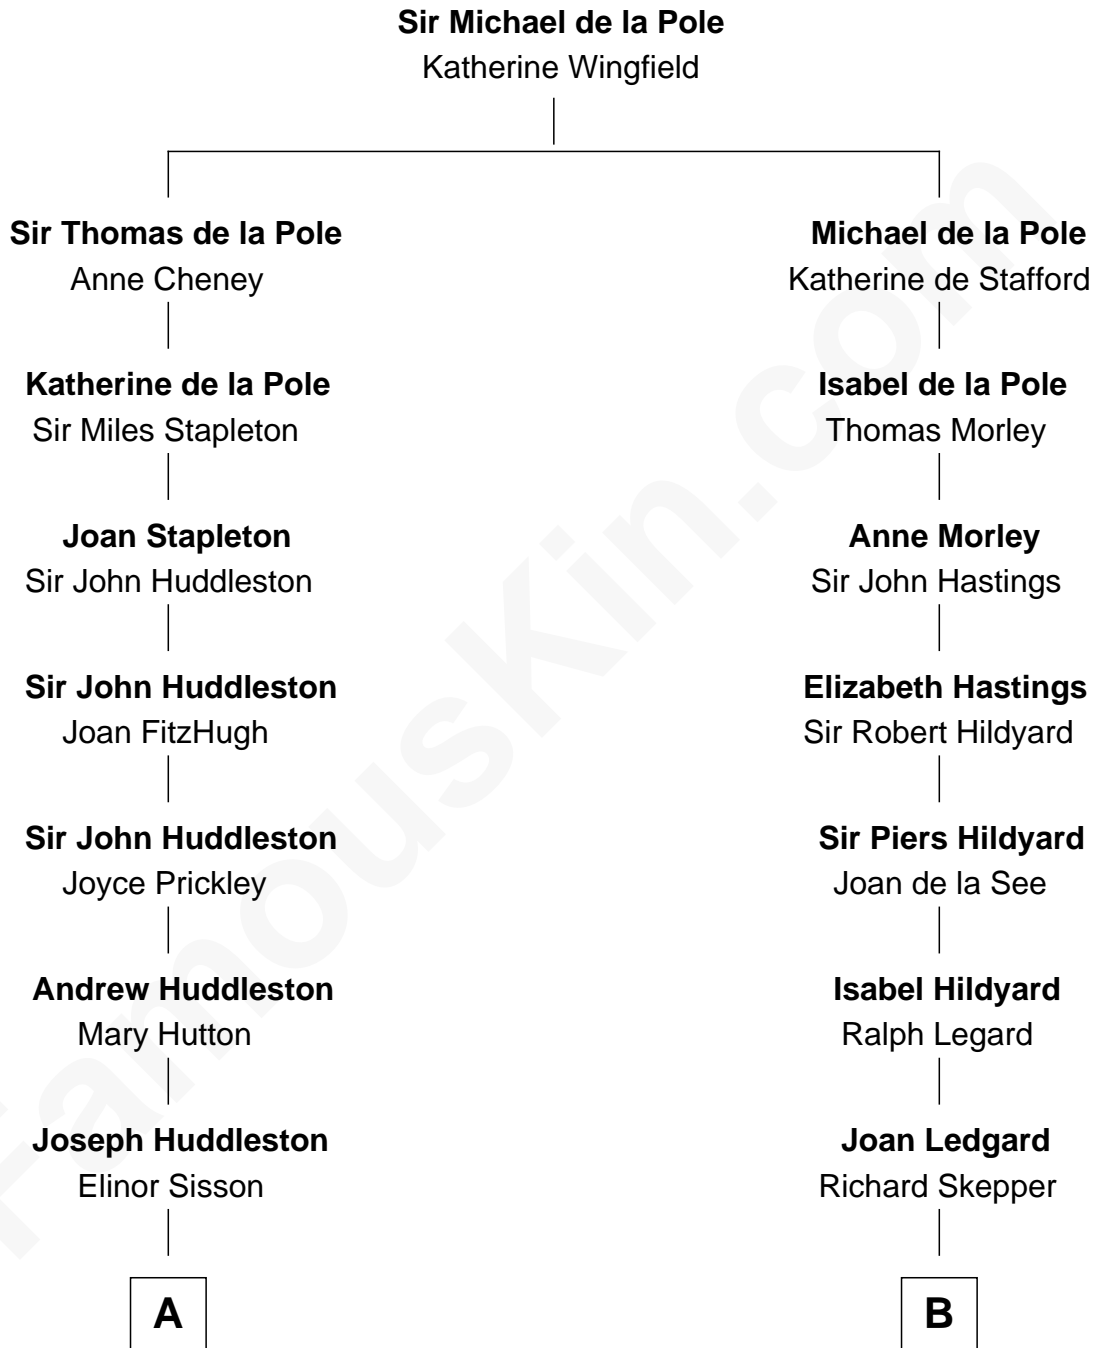 Sir Michael de la Pole
Katherine Wingfield
Sir Thomas de la Pole
Anne Cheney
Michael de la Pole
Katherine de Stafford
Katherine de la Pole
Sir Miles Stapleton
Isabel de la Pole
Thomas Morley
Joan Stapleton
Sir John Huddleston
Anne Morley
Sir John Hastings
Sir John Huddleston
Joan FitzHugh
Elizabeth Hastings
Sir Robert Hildyard
Sir John Huddleston
Joyce Prickley
Sir Piers Hildyard
Joan de la See
Andrew Huddleston
Mary Hutton
Isabel Hildyard
Ralph Legard
Joseph Huddleston
Elinor Sisson
Joan Ledgard
Richard Skepper
A
B
FamousKin.com